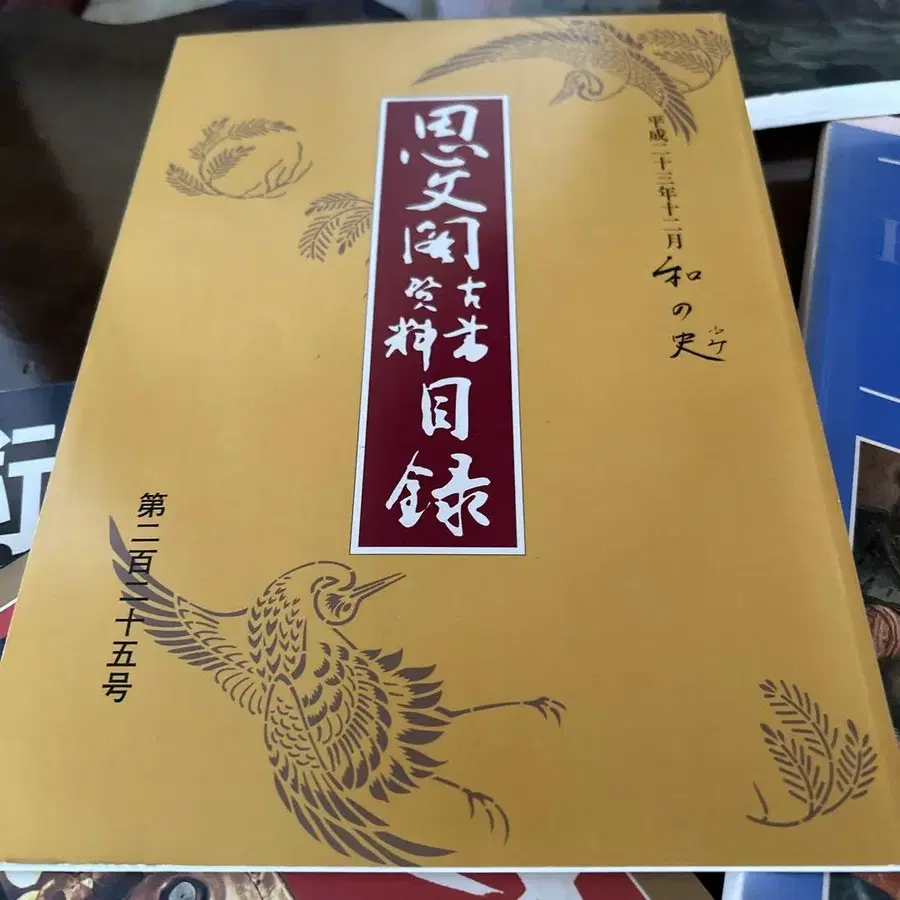 平成二十三年十二月
和の史
思文閣
古書
資料
目録
第二百二十五号